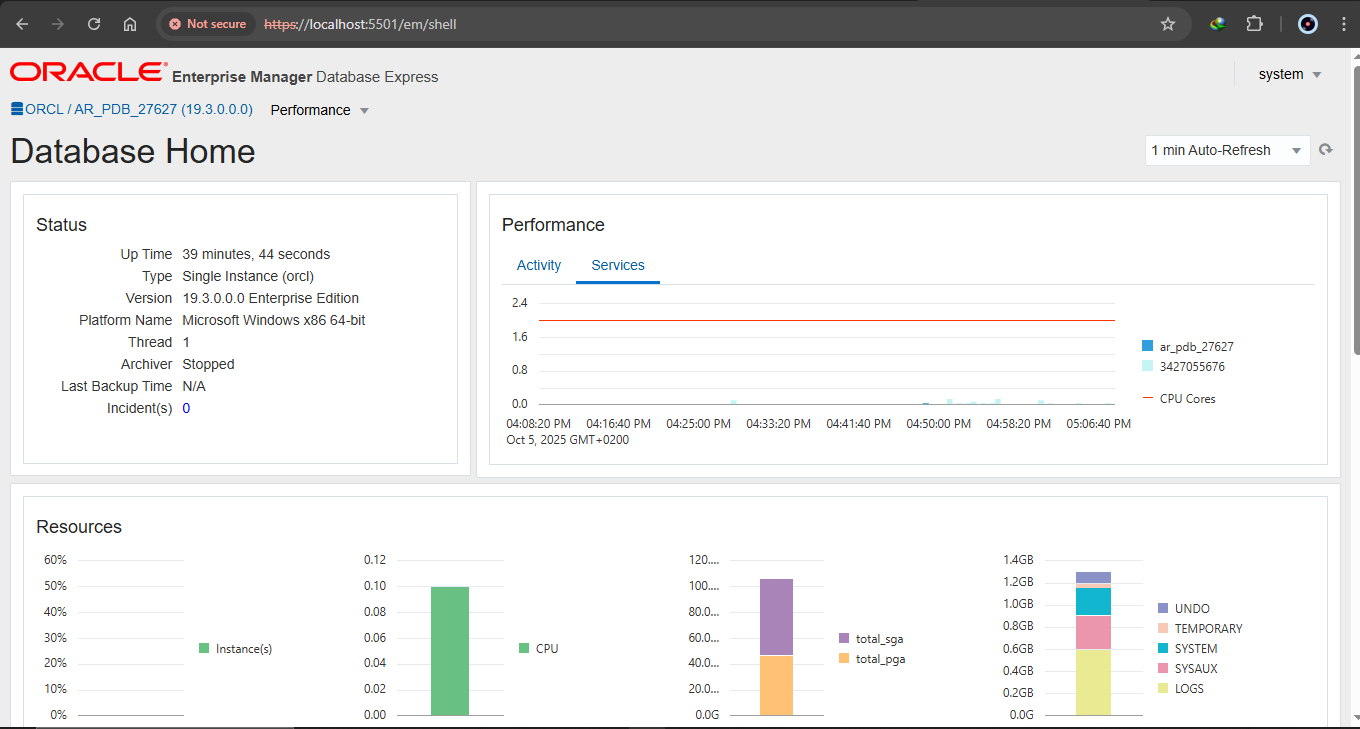 Not secure https://localhost:5501/em/shell
ORACLE Enterprise Manager Database Express
system
ORCL / AR_PDB_27627 (19.3.0.0.0) Performance
Database Home
1 min Auto-Refresh
Status
Up Time 39 minutes, 44 seconds
Type Single Instance (orcl)
Version 19.3.0.0.0 Enterprise Edition
Platform Name Microsoft Windows x86 64-bit
Thread 1
Archiver Stopped
Last Backup Time N/A
Incident(s) 0
Performance
Activity Services
2.4
1.6
0.8
0.0
04:08:20 PM 04:16:40 PM 04:25:00 PM 04:33:20 PM 04:41:40 PM 04:50:00 PM 04:58:20 PM 05:06:40 PM
Oct 5, 2025 GMT+0200
ar_pdb_27627
3427055676
CPU Cores
Resources
60%
50%
40%
30%
20%
10%
0%
Instance(s)
0.12
0.10
0.08
0.06
0.04
0.02
0.00
CPU
120....
100....
80.0...
60.0...
40.0...
20.0...
0.0G
total_sga
total_pga
1.4GB
1.2GB
1.0GB
0.8GB
0.6GB
0.4GB
0.2GB
0.0G
UNDO
TEMPORARY
SYSTEM
SYSAUX
LOGS